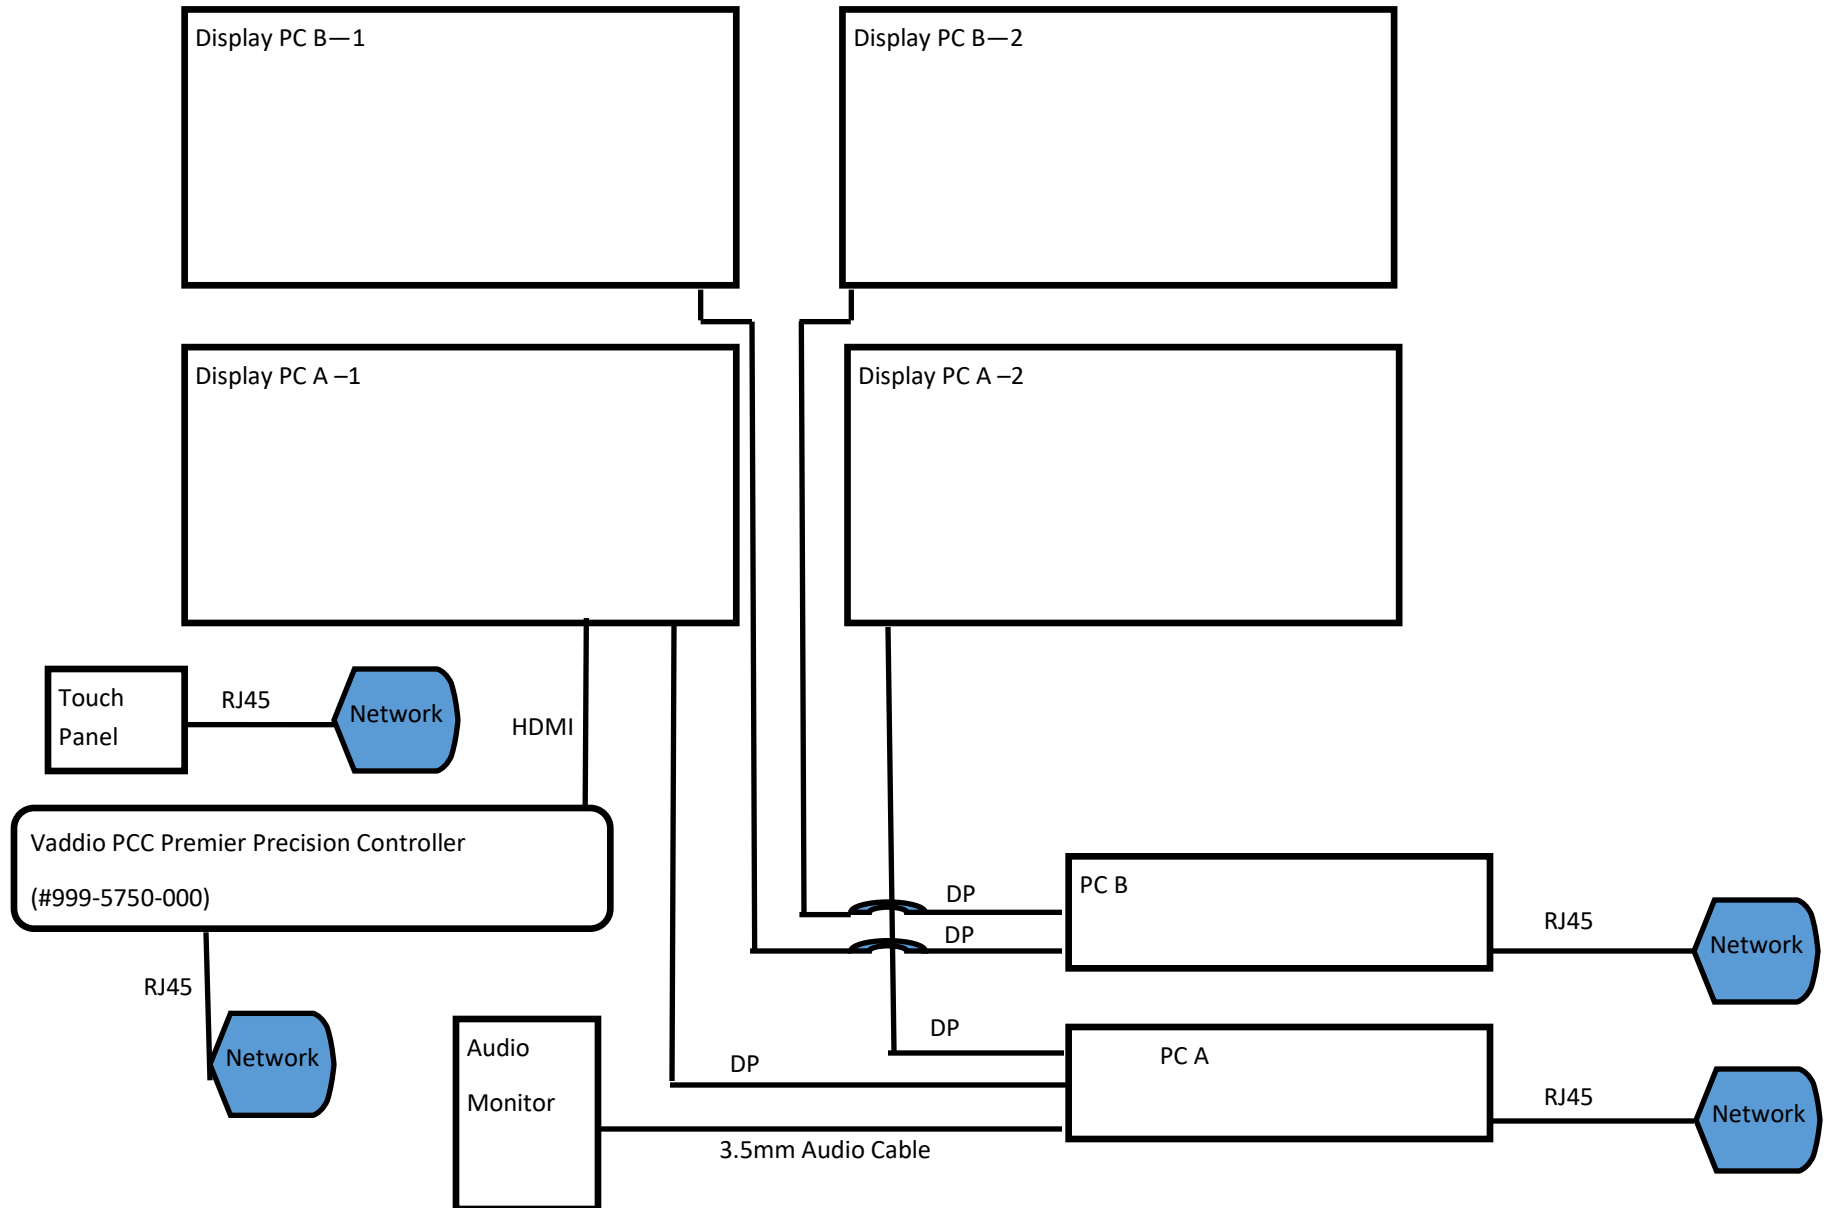 Display PC B—1
Display PC B—2
Display PC A –1
Display PC A –2
Touch
Panel
RJ45
Network
HDMI
Vaddio PCC Premier Precision Controller
(#999-5750-000)
DP
PC B
DP
RJ45
Network
RJ45
Network
Audio
Monitor
DP
DP
PC A
RJ45
Network
3.5mm Audio Cable